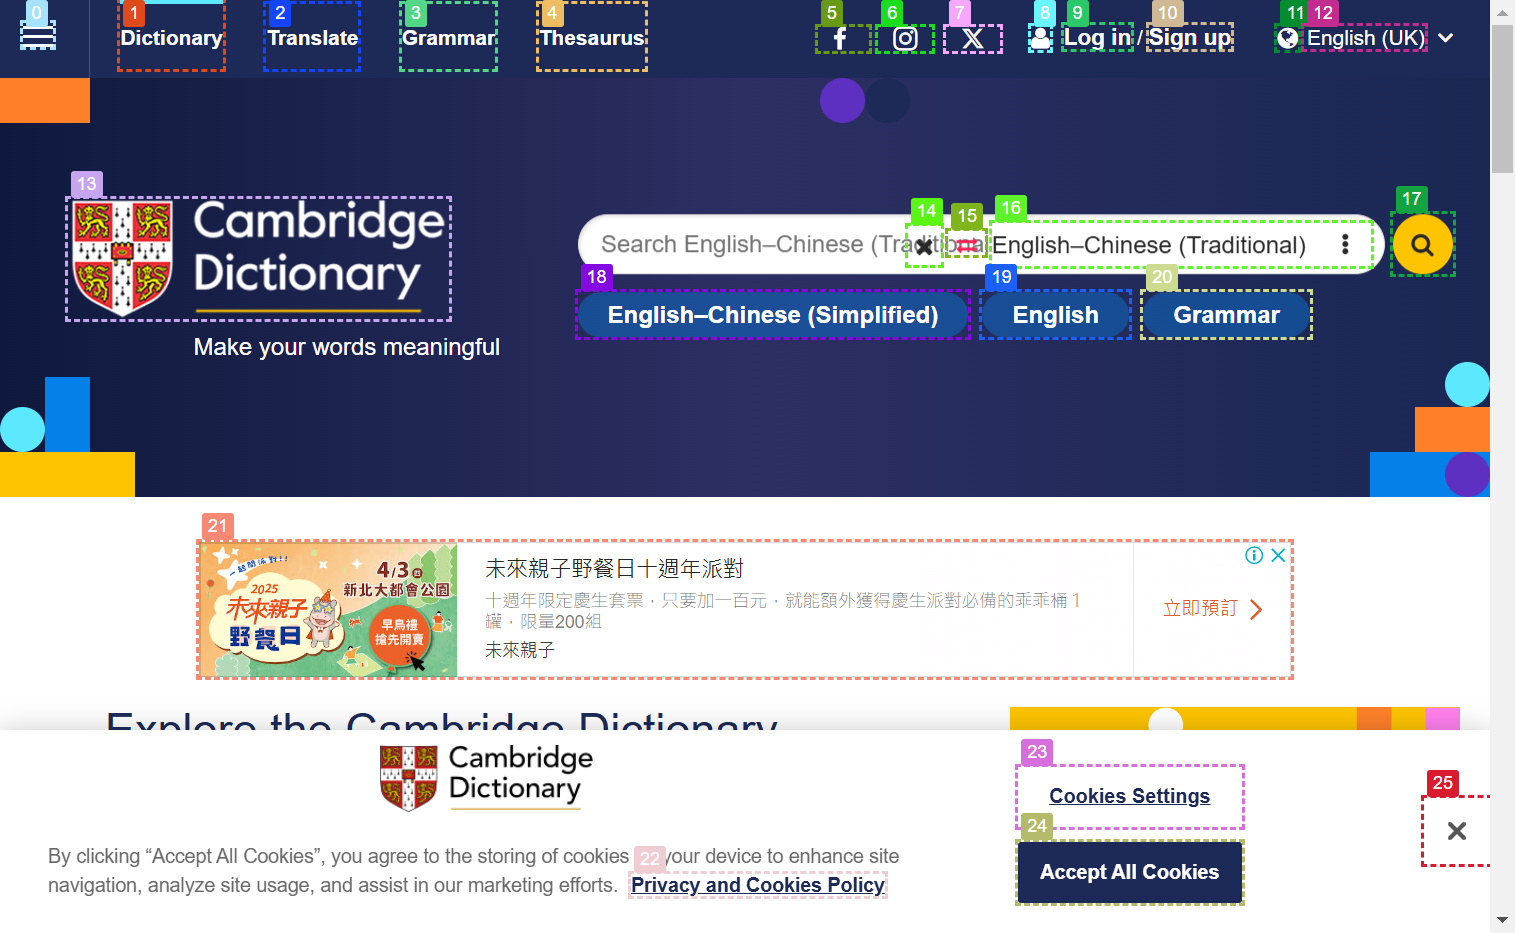 0 1 2 3 4 5 6 7 8 9 10 11 12
Dictionary Translate Grammar Thesaurus Log in / Sign up English (UK)
13
Cambridge
Dictionary
Make your words meaningful
14 15 16 17
Search English–Chinese (Traditional English–Chinese (Traditional)
18 19 20
English–Chinese (Simplified) English Grammar
21
一起開派對!!
2025
未來親子
野餐日
4/3
新北大都會公園
早鳥禮
搶先開賣
未來親子野餐日十週年派對
十週年限定慶生套票，只要加一百元，就能額外獲得慶生派對必備的乖乖桶 1
罐，限量200組
未來親子
立即預訂
Explore the Cambridge Dictionary
Cambridge
Dictionary
23
Cookies Settings
24
Accept All Cookies
25
By clicking “Accept All Cookies”, you agree to the storing of cookies 22 your device to enhance site
navigation, analyze site usage, and assist in our marketing efforts. Privacy and Cookies Policy